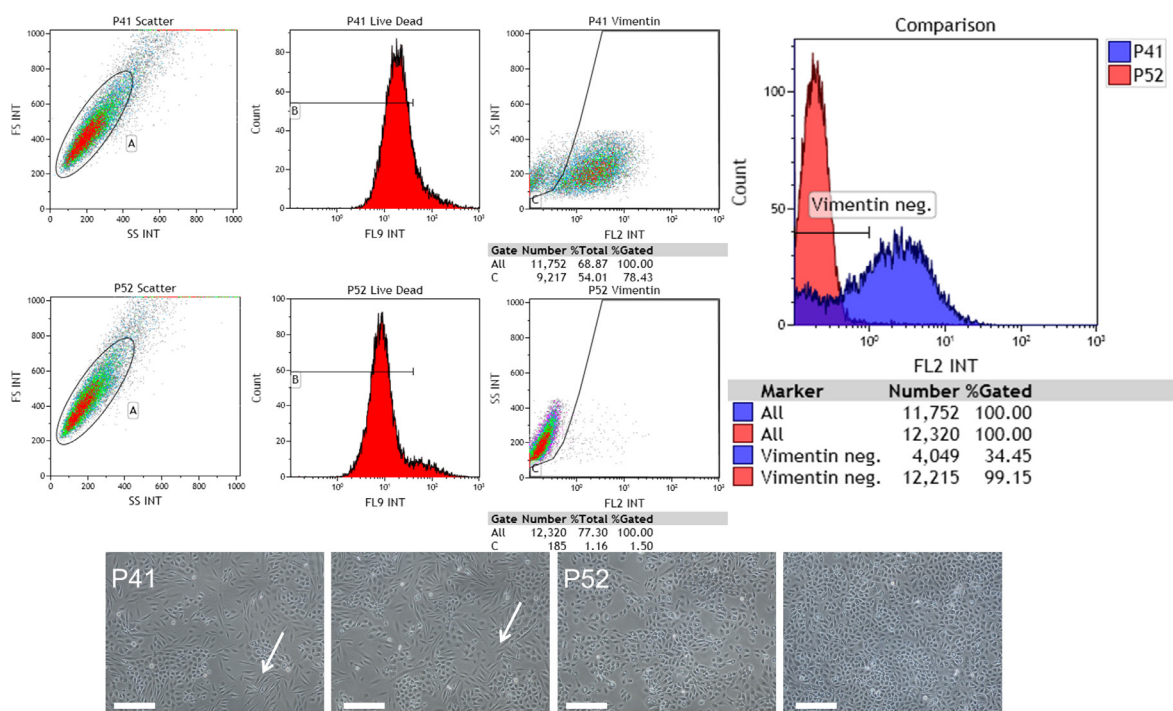 P41 Scatter
1000
800
600
400
200
0
FS INT
A
0 200 400 600 800 1000
SS INT
P41 Live Dead
100
80
60
40
20
0
Count
B
10⁰ 10¹ 10² 10³
FL9 INT
P41 Vimentin
1000
800
600
400
200
0
SS INT
C
10⁰ 10¹ 10² 10³
FL2 INT
Gate Number %Total %Gated
All 11,752 68.87 100.00
C 9,217 54.01 78.43
P52 Scatter
1000
800
600
400
200
0
FS INT
A
0 200 400 600 800 1000
SS INT
P52 Live Dead
100
80
60
40
20
0
Count
B
10⁰ 10¹ 10² 10³
FL9 INT
P52 Vimentin
1000
800
600
400
200
0
SS INT
C
10⁰ 10¹ 10² 10³
FL2 INT
Gate Number %Total %Gated
All 12,320 77.30 100.00
C 185 1.16 1.50
Comparison
P41
P52
100
50
0
Count
Vimentin neg.
10⁰ 10¹ 10² 10³
FL2 INT
Marker Number %Gated
All 11,752 100.00
All 12,320 100.00
Vimentin neg. 4,049 34.45
Vimentin neg. 12,215 99.15
P41
P52